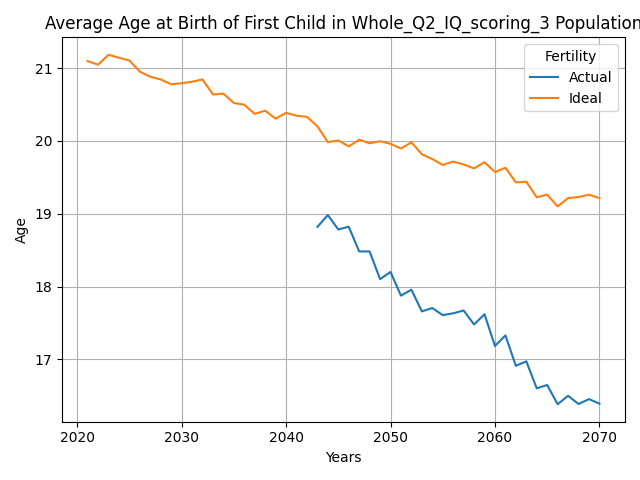 Average Age at Birth of First Child in Whole_Q2_IQ_scoring_3 Population
Fertility
Actual
Ideal
21
20
19
18
17
Age
2020 2030 2040 2050 2060 2070
Years